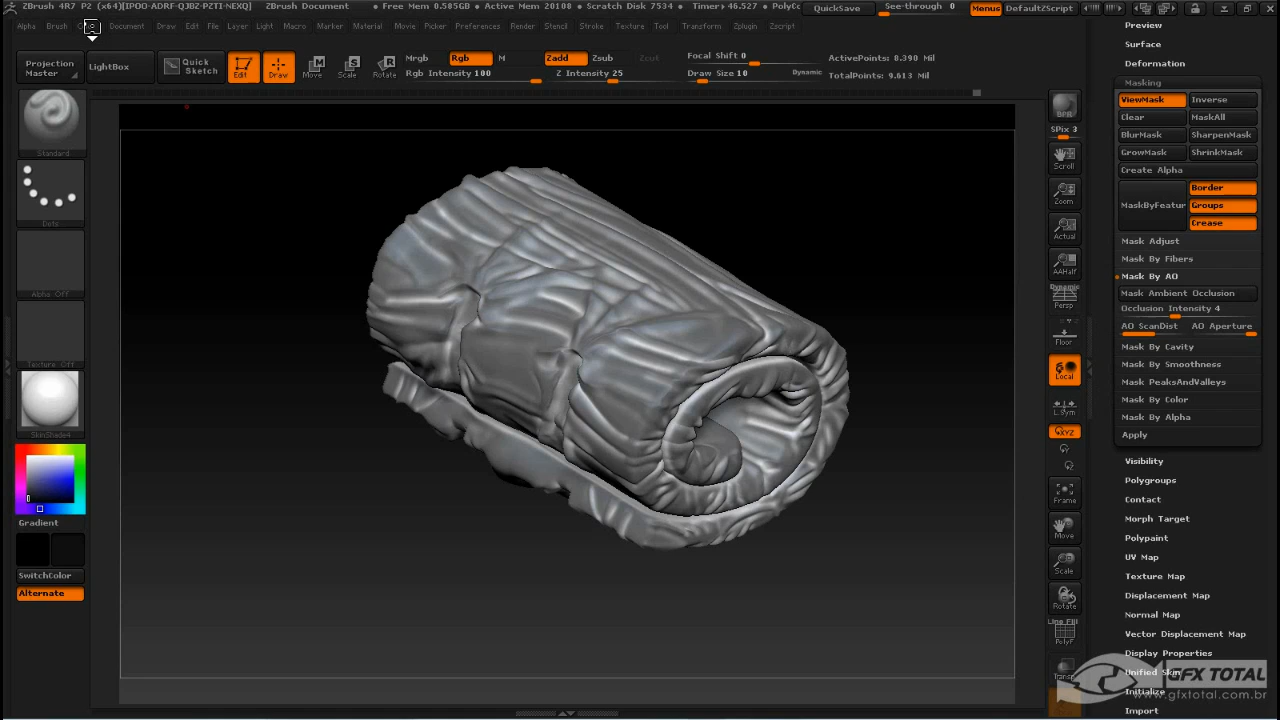 ZBrush 4R7 P2 (x64)[IPOO-ADRF-QJBZ-PZTI-NEXQ] ZBrush Document • Free Mem 0.585GB • Active Mem 20108 • Scratch Disk 7534 • Timer▸46.527 • PolyCo QuickSave See-through 0 Menus DefaultZScript
Alpha Brush Document Draw Edit File Layer Light Macro Marker Material Movie Picker Preferences Render Stencil Stroke Texture Tool Transform Zplugin Zscript
Projection
Master
LightBox
Quick
Sketch
Edit
Draw
Move
Scale
Rotate
Mrgb Rgb M
Rgb Intensity 100
Zadd Zsub Zcut
Z Intensity 25
Focal Shift 0
Draw Size 10 Dynamic
ActivePoints: 8.390 Mil
TotalPoints: 9.613 Mil
Standard
Dots
Alpha Off
Texture Off
SkinShade4
Gradient
SwitchColor
Alternate
BPR
SPix 3
Scroll
Zoom
Actual
AAHalf
Dynamic
Persp
Floor
Local
L.Sym
XYZ
Y
Z
Frame
Move
Scale
Rotate
Line Fill
PolyF
Transp
Preview
Surface
Deformation
Masking
ViewMask Inverse
Clear MaskAll
BlurMask SharpenMask
GrowMask ShrinkMask
Create Alpha
MaskByFeatur
Border
Groups
Crease
Mask Adjust
Mask By Fibers
Mask By AO
Mask Ambient Occlusion
Occlusion Intensity 4
AO ScanDist AO Aperture
Mask By Cavity
Mask By Smoothness
Mask PeaksAndValleys
Mask By Color
Mask By Alpha
Apply
Visibility
Polygroups
Contact
Morph Target
Polypaint
UV Map
Texture Map
Displacement Map
Normal Map
Vector Displacement Map
Display Properties
Unified Skin
Initialize
Import
GFX TOTAL
www.gfxtotal.com.br